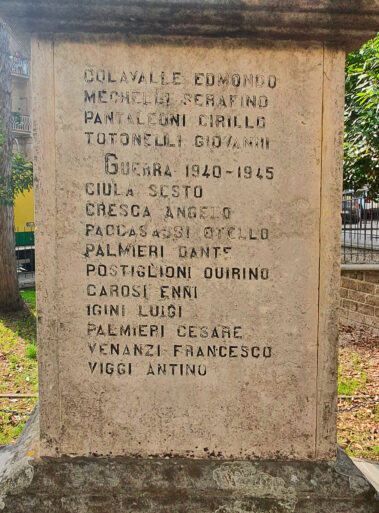 COLAVALLE EDMONDO
MECHELLI SERAFINO
PANTALEONI CIRILLO
TOTONELLI GIOVANNI
GUERRA 1940-1945
CIULA SESTO
CRESCA ANGELO
PACCASASSI OTELLO
PALMIERI DANTE
POSTIGLIONI QUIRINO
CAROSI ENNI
IGINI LUIGI
PALMIERI CESARE
VENANZI FRANCESCO
VIGGI ANTINO